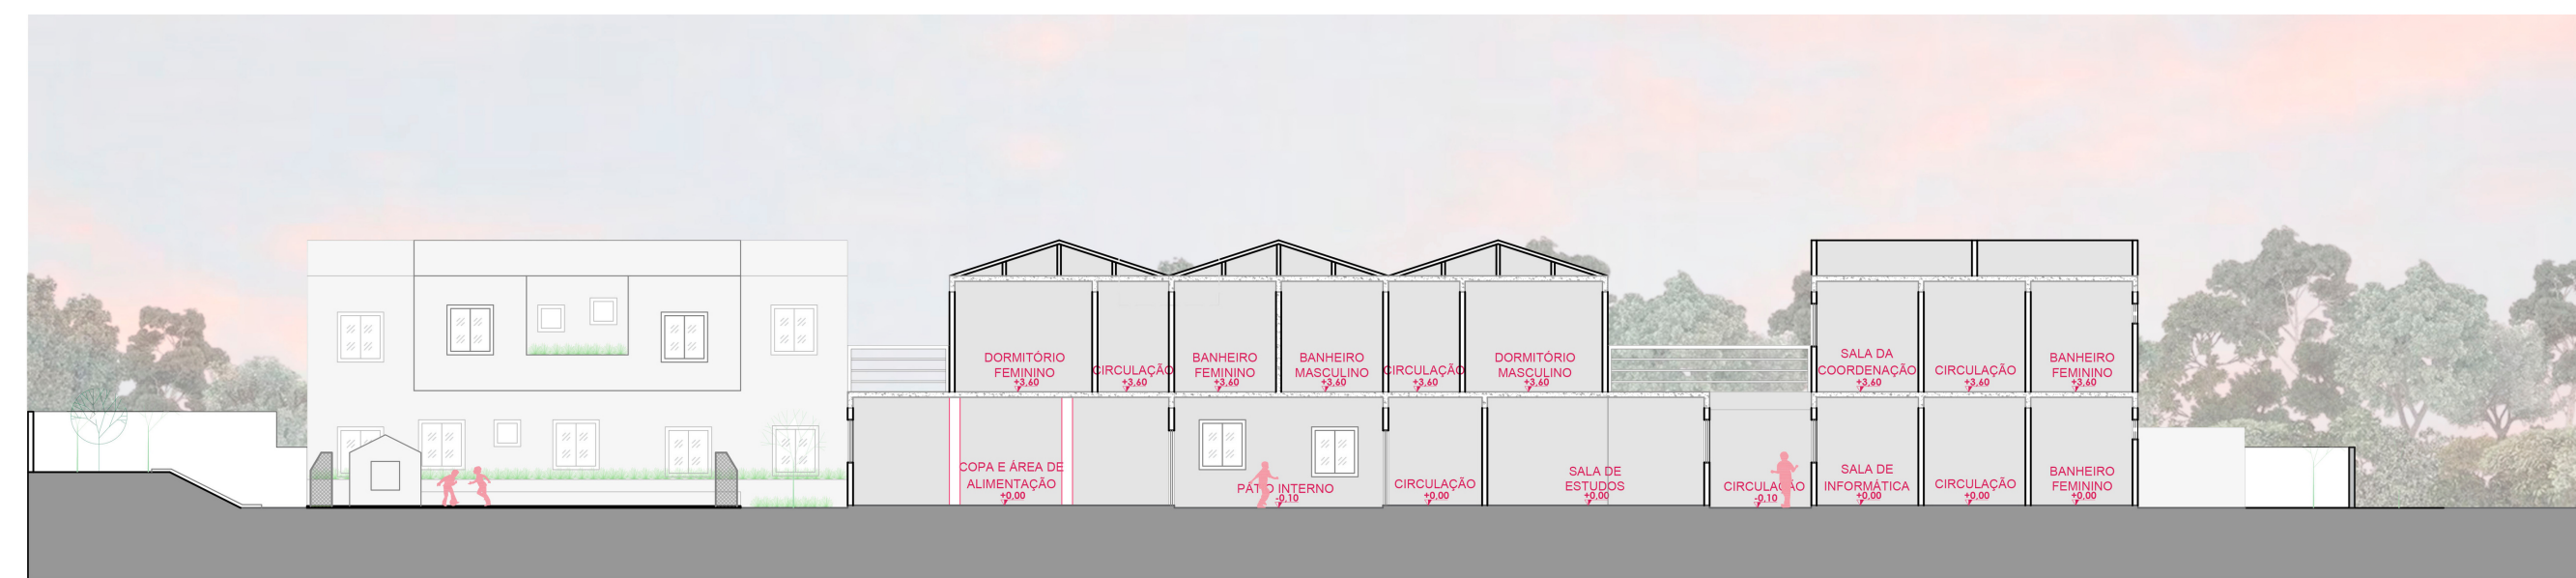 DORMITÓRIO
FEMININO
+3,60
CIRCULAÇÃO
+3,60
BANHEIRO
FEMININO
+3,60
BANHEIRO
MASCULINO
+3,60
CIRCULAÇÃO
+3,60
DORMITÓRIO
MASCULINO
+3,60
SALA DA
COORDENAÇÃO
+3,60
CIRCULAÇÃO
+3,60
BANHEIRO
FEMININO
+3,60
COPA E ÁREA DE
ALIMENTAÇÃO
+0,00
PÁTIO INTERNO
-0,10
CIRCULAÇÃO
+0,00
SALA DE
ESTUDOS
+0,00
CIRCULAÇÃO
-0,10
SALA DE
INFORMÁTICA
+0,00
CIRCULAÇÃO
+0,00
BANHEIRO
FEMININO
+0,00